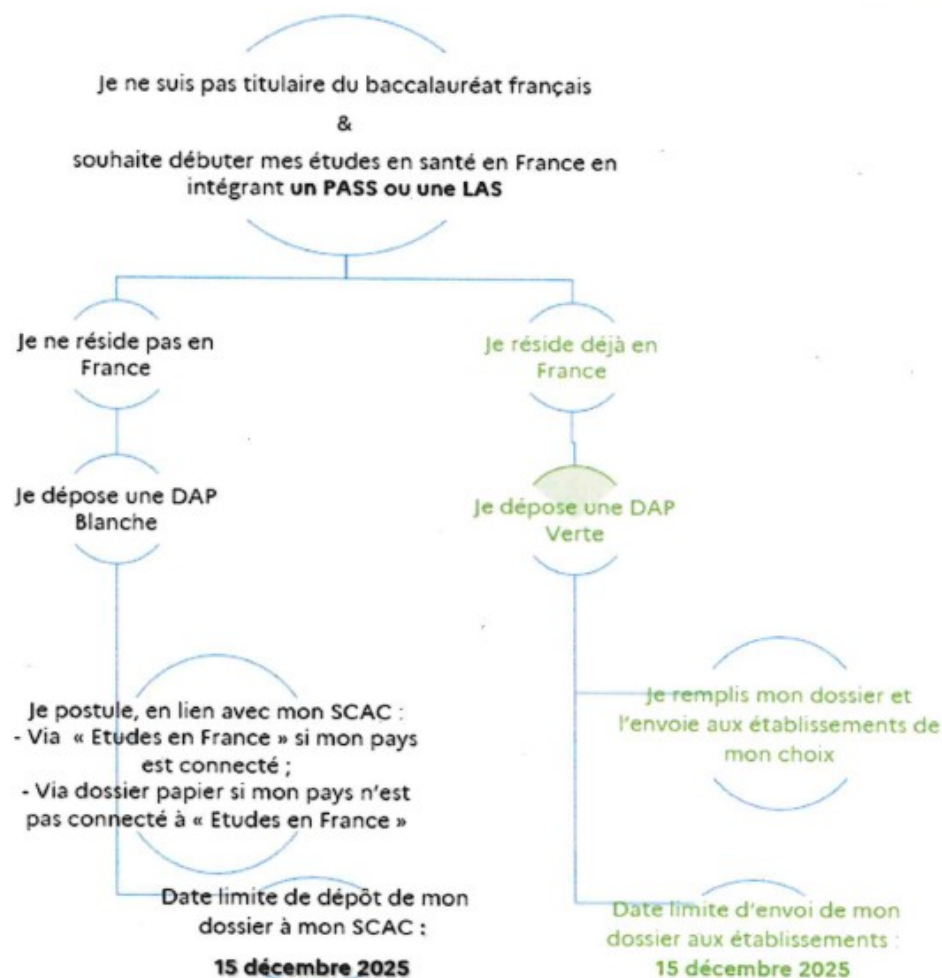 Je ne suis pas titulaire du baccalauréat français
&
souhaite débuter mes études en santé en France en
intégrant un PASS ou une LAS
Je ne réside pas en
France
Je réside déjà en
France
Je dépose une DAP
Blanche
Je dépose une DAP
Verte
Je postule, en lien avec mon SCAC :
- Via « Etudes en France » si mon pays
est connecté ;
- Via dossier papier si mon pays n'est
pas connecté à « Etudes en France »
Je remplis mon dossier et
l'envoie aux établissements de
mon choix
Date limite de dépôt de mon
dossier à mon SCAC :
15 décembre 2025
Date limite d'envoi de mon
dossier aux établissements :
15 décembre 2025